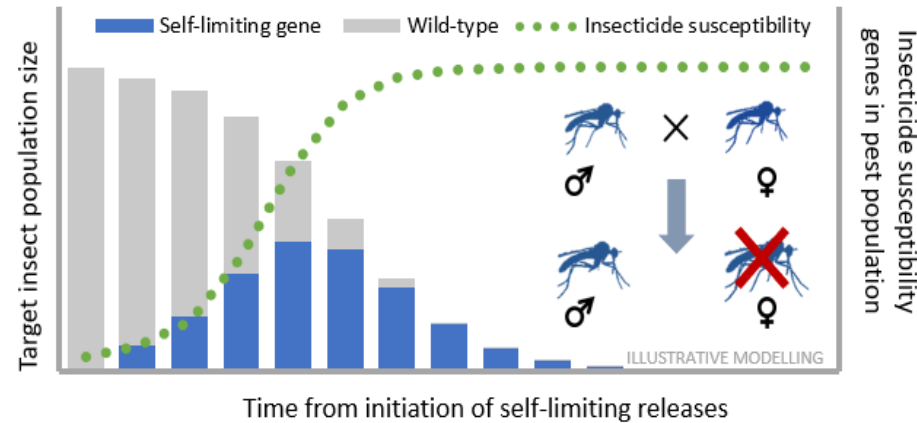 Self-limiting gene
Wild-type
Insecticide susceptibility
Target insect population size
Insecticide susceptibility
genes in pest population
♂
♀
♂
♀
ILLUSTRATIVE MODELLING
Time from initiation of self-limiting releases